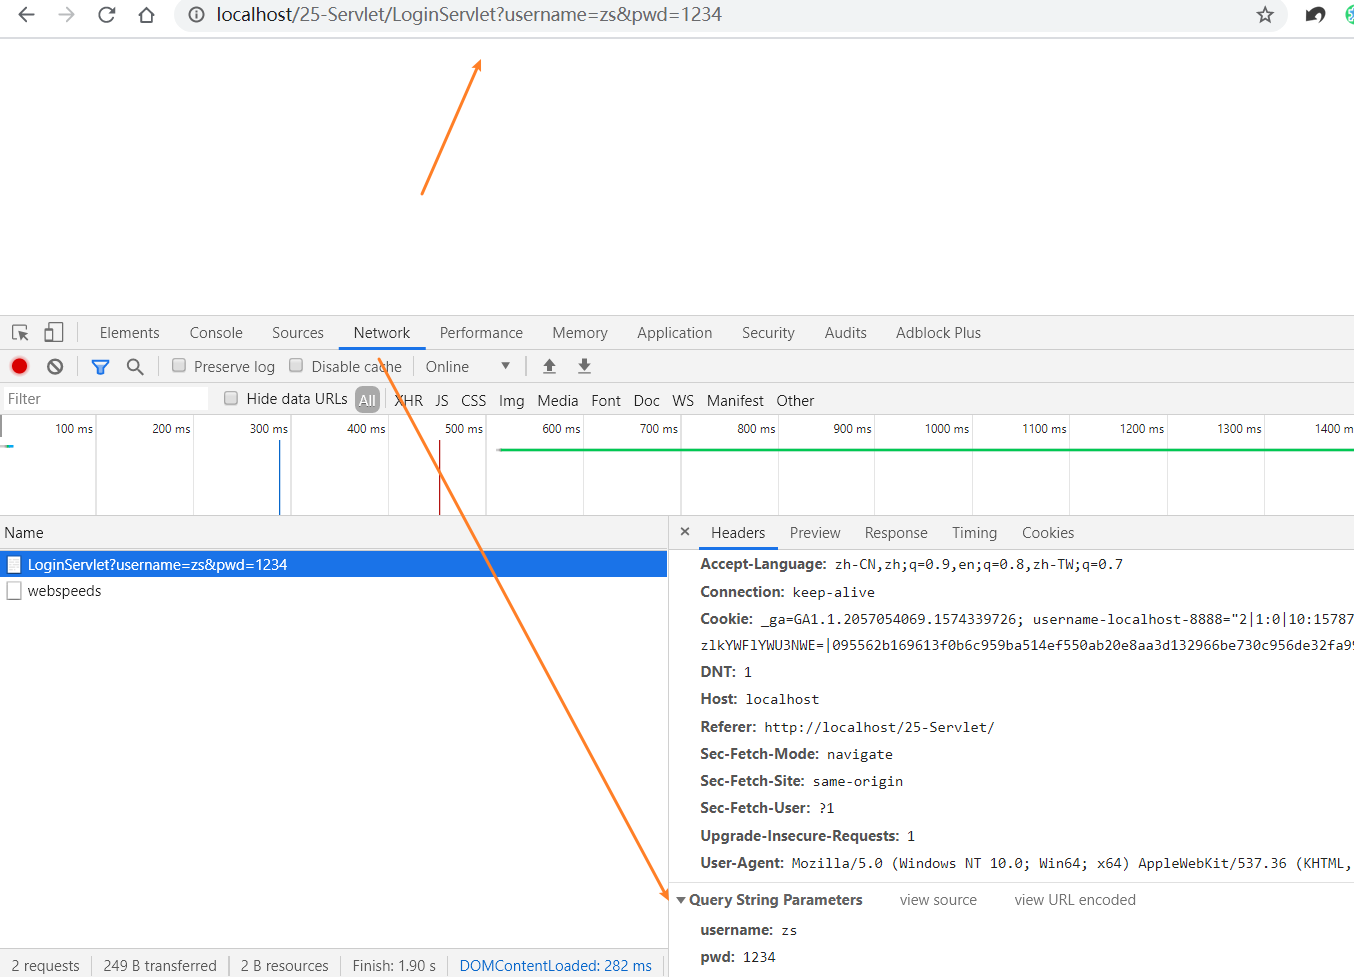 localhost/25-Servlet/LoginServlet?username=zs&pwd=1234
Elements Console Sources Network Performance Memory Application Security Audits Adblock Plus
Preserve log Disable cache Online
Filter Hide data URLs All XHR JS CSS Img Media Font Doc WS Manifest Other
100 ms 200 ms 300 ms 400 ms 500 ms 600 ms 700 ms 800 ms 900 ms 1000 ms 1100 ms 1200 ms 1300 ms 1400 m
Name
LoginServlet?username=zs&pwd=1234
webspeeds
2 requests 249 B transferred 2 B resources Finish: 1.90 s DOMContentLoaded: 282 ms
× Headers Preview Response Timing Cookies
Accept-Language: zh-CN,zh;q=0.9,en;q=0.8,zh-TW;q=0.7
Connection: keep-alive
Cookie: _ga=GA1.1.2057054069.1574339726; username-localhost-8888="2|1:0|10:15787
zlkYWFlYWU3NWE=|095562b169613f0b6c959ba514ef550ab20e8aa3d132966be730c956de32fa99
DNT: 1
Host: localhost
Referer: http://localhost/25-Servlet/
Sec-Fetch-Mode: navigate
Sec-Fetch-Site: same-origin
Sec-Fetch-User: ?1
Upgrade-Insecure-Requests: 1
User-Agent: Mozilla/5.0 (Windows NT 10.0; Win64; x64) AppleWebKit/537.36 (KHTML,
Query String Parameters view source view URL encoded
username: zs
pwd: 1234